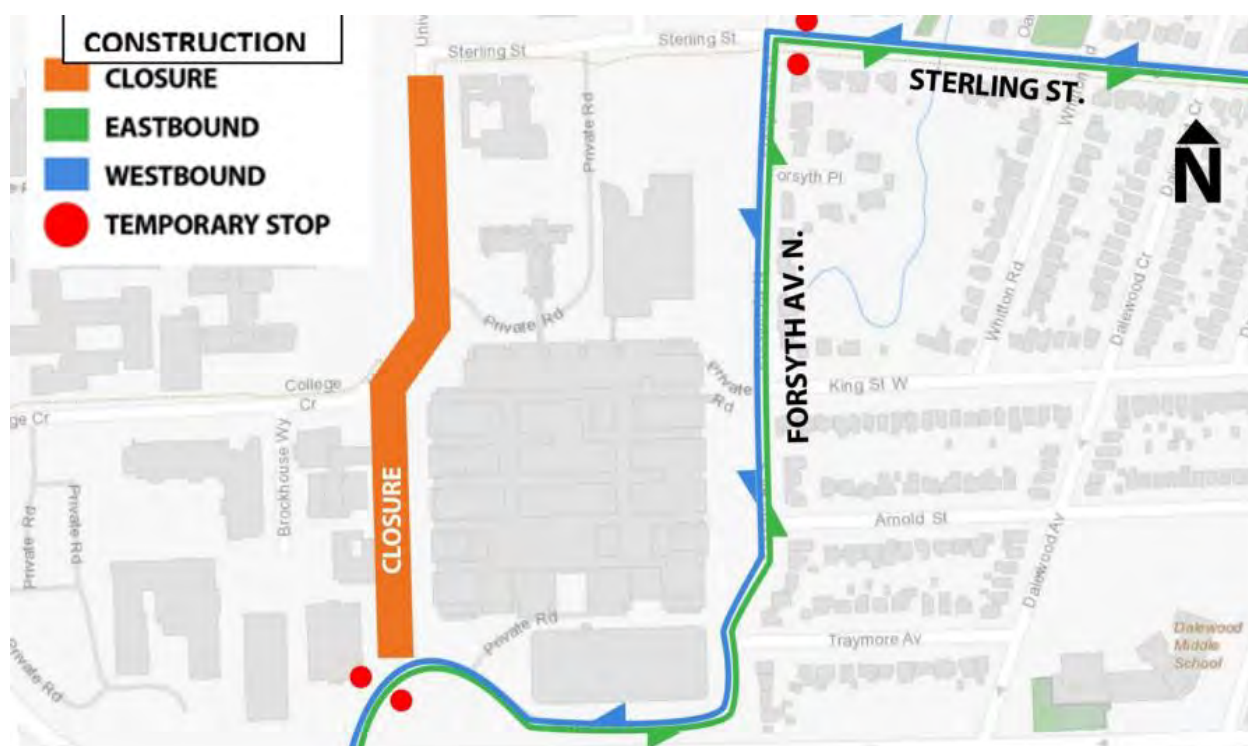 CONSTRUCTION
CLOSURE
EASTBOUND
WESTBOUND
TEMPORARY STOP
Sterling St
Sterling St
STERLING ST.
Whitton Rd
Private Rd
N
orsyth Pl
FORSYTH AV. N.
Whitton Rd
Dalewood Cr
Private Rd
Private Rd
King St W
College
Cr
ge Cr
Brockhouse Wy
CLOSURE
Private Rd
Private Rd
Arnold St
Dalewood Av
Private Rd
Traymore Av
Dalewood
Middle
School
Private Rd